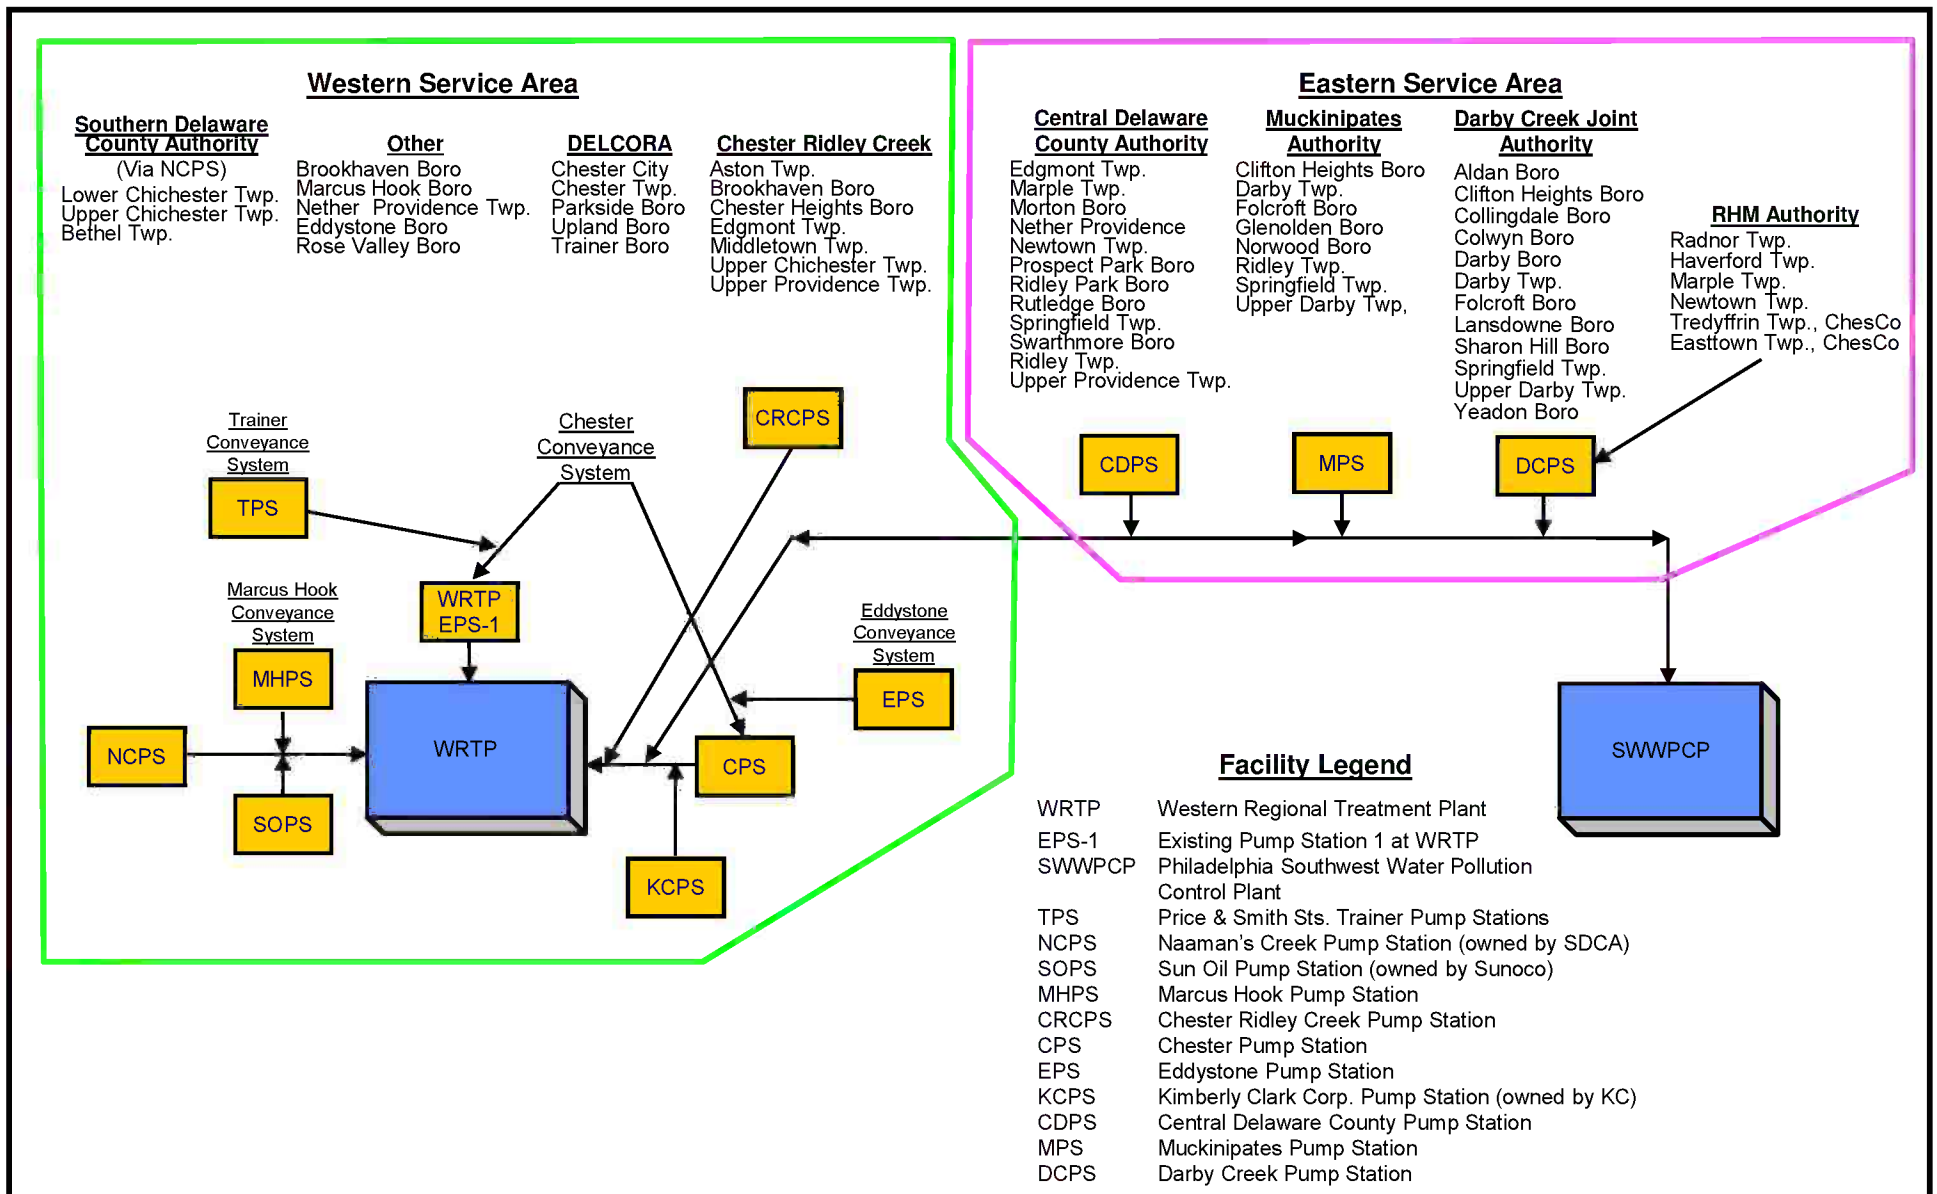 Western Service Area
Southern Delaware
County Authority
(Via NCPS)
Lower Chichester Twp.
Upper Chichester Twp.
Bethel Twp.
Other
Brookhaven Boro
Marcus Hook Boro
Nether Providence Twp.
Eddystone Boro
Rose Valley Boro
DELCORA
Chester City
Chester Twp.
Parkside Boro
Upland Boro
Trainer Boro
Chester Ridley Creek
Aston Twp.
Brookhaven Boro
Chester Heights Boro
Edgmont Twp.
Middletown Twp.
Upper Chichester Twp.
Upper Providence Twp.
Eastern Service Area
Central Delaware
County Authority
Edgmont Twp.
Marple Twp.
Morton Boro
Nether Providence
Newtown Twp.
Prospect Park Boro
Ridley Park Boro
Rutledge Boro
Springfield Twp.
Swarthmore Boro
Ridley Twp.
Upper Providence Twp.
Muckinipates
Authority
Clifton Heights Boro
Darby Twp.
Folcroft Boro
Glenolden Boro
Norwood Boro
Ridley Twp.
Springfield Twp.
Upper Darby Twp,
Darby Creek Joint
Authority
Aldan Boro
Clifton Heights Boro
Collingdale Boro
Colwyn Boro
Darby Boro
Darby Twp.
Folcroft Boro
Lansdowne Boro
Sharon Hill Boro
Springfield Twp.
Upper Darby Twp.
Yeadon Boro
RHM Authority
Radnor Twp.
Haverford Twp.
Marple Twp.
Newtown Twp.
Tredyffrin Twp., ChesCo
Easttown Twp., ChesCo
Trainer
Conveyance
System
TPS
Chester
Conveyance
System
CRCPS
CDPS
MPS
DCPS
WRTP
EPS-1
Marcus Hook
Conveyance
System
MHPS
Eddystone
Conveyance
System
EPS
NCPS
WRTP
CPS
SOPS
KCPS
SWWPCP
Facility Legend
WRTP Western Regional Treatment Plant
EPS-1 Existing Pump Station 1 at WRTP
SWWPCP Philadelphia Southwest Water Pollution
Control Plant
TPS Price & Smith Sts. Trainer Pump Stations
NCPS Naaman's Creek Pump Station (owned by SDCA)
SOPS Sun Oil Pump Station (owned by Sunoco)
MHPS Marcus Hook Pump Station
CRCPS Chester Ridley Creek Pump Station
CPS Chester Pump Station
EPS Eddystone Pump Station
KCPS Kimberly Clark Corp. Pump Station (owned by KC)
CDPS Central Delaware County Pump Station
MPS Muckinipates Pump Station
DCPS Darby Creek Pump Station